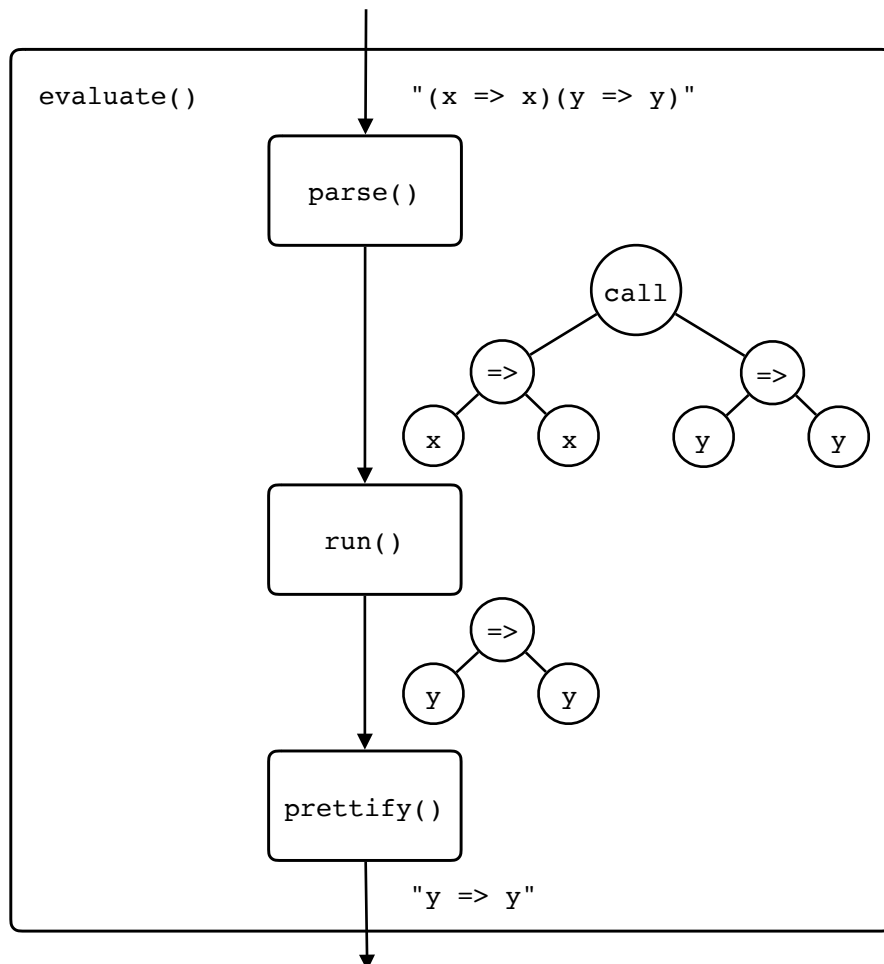 evaluate()
"(x => x)(y => y)"
parse()
call
=>
=>
x
x
y
y
run()
=>
y
y
prettify()
"y => y"